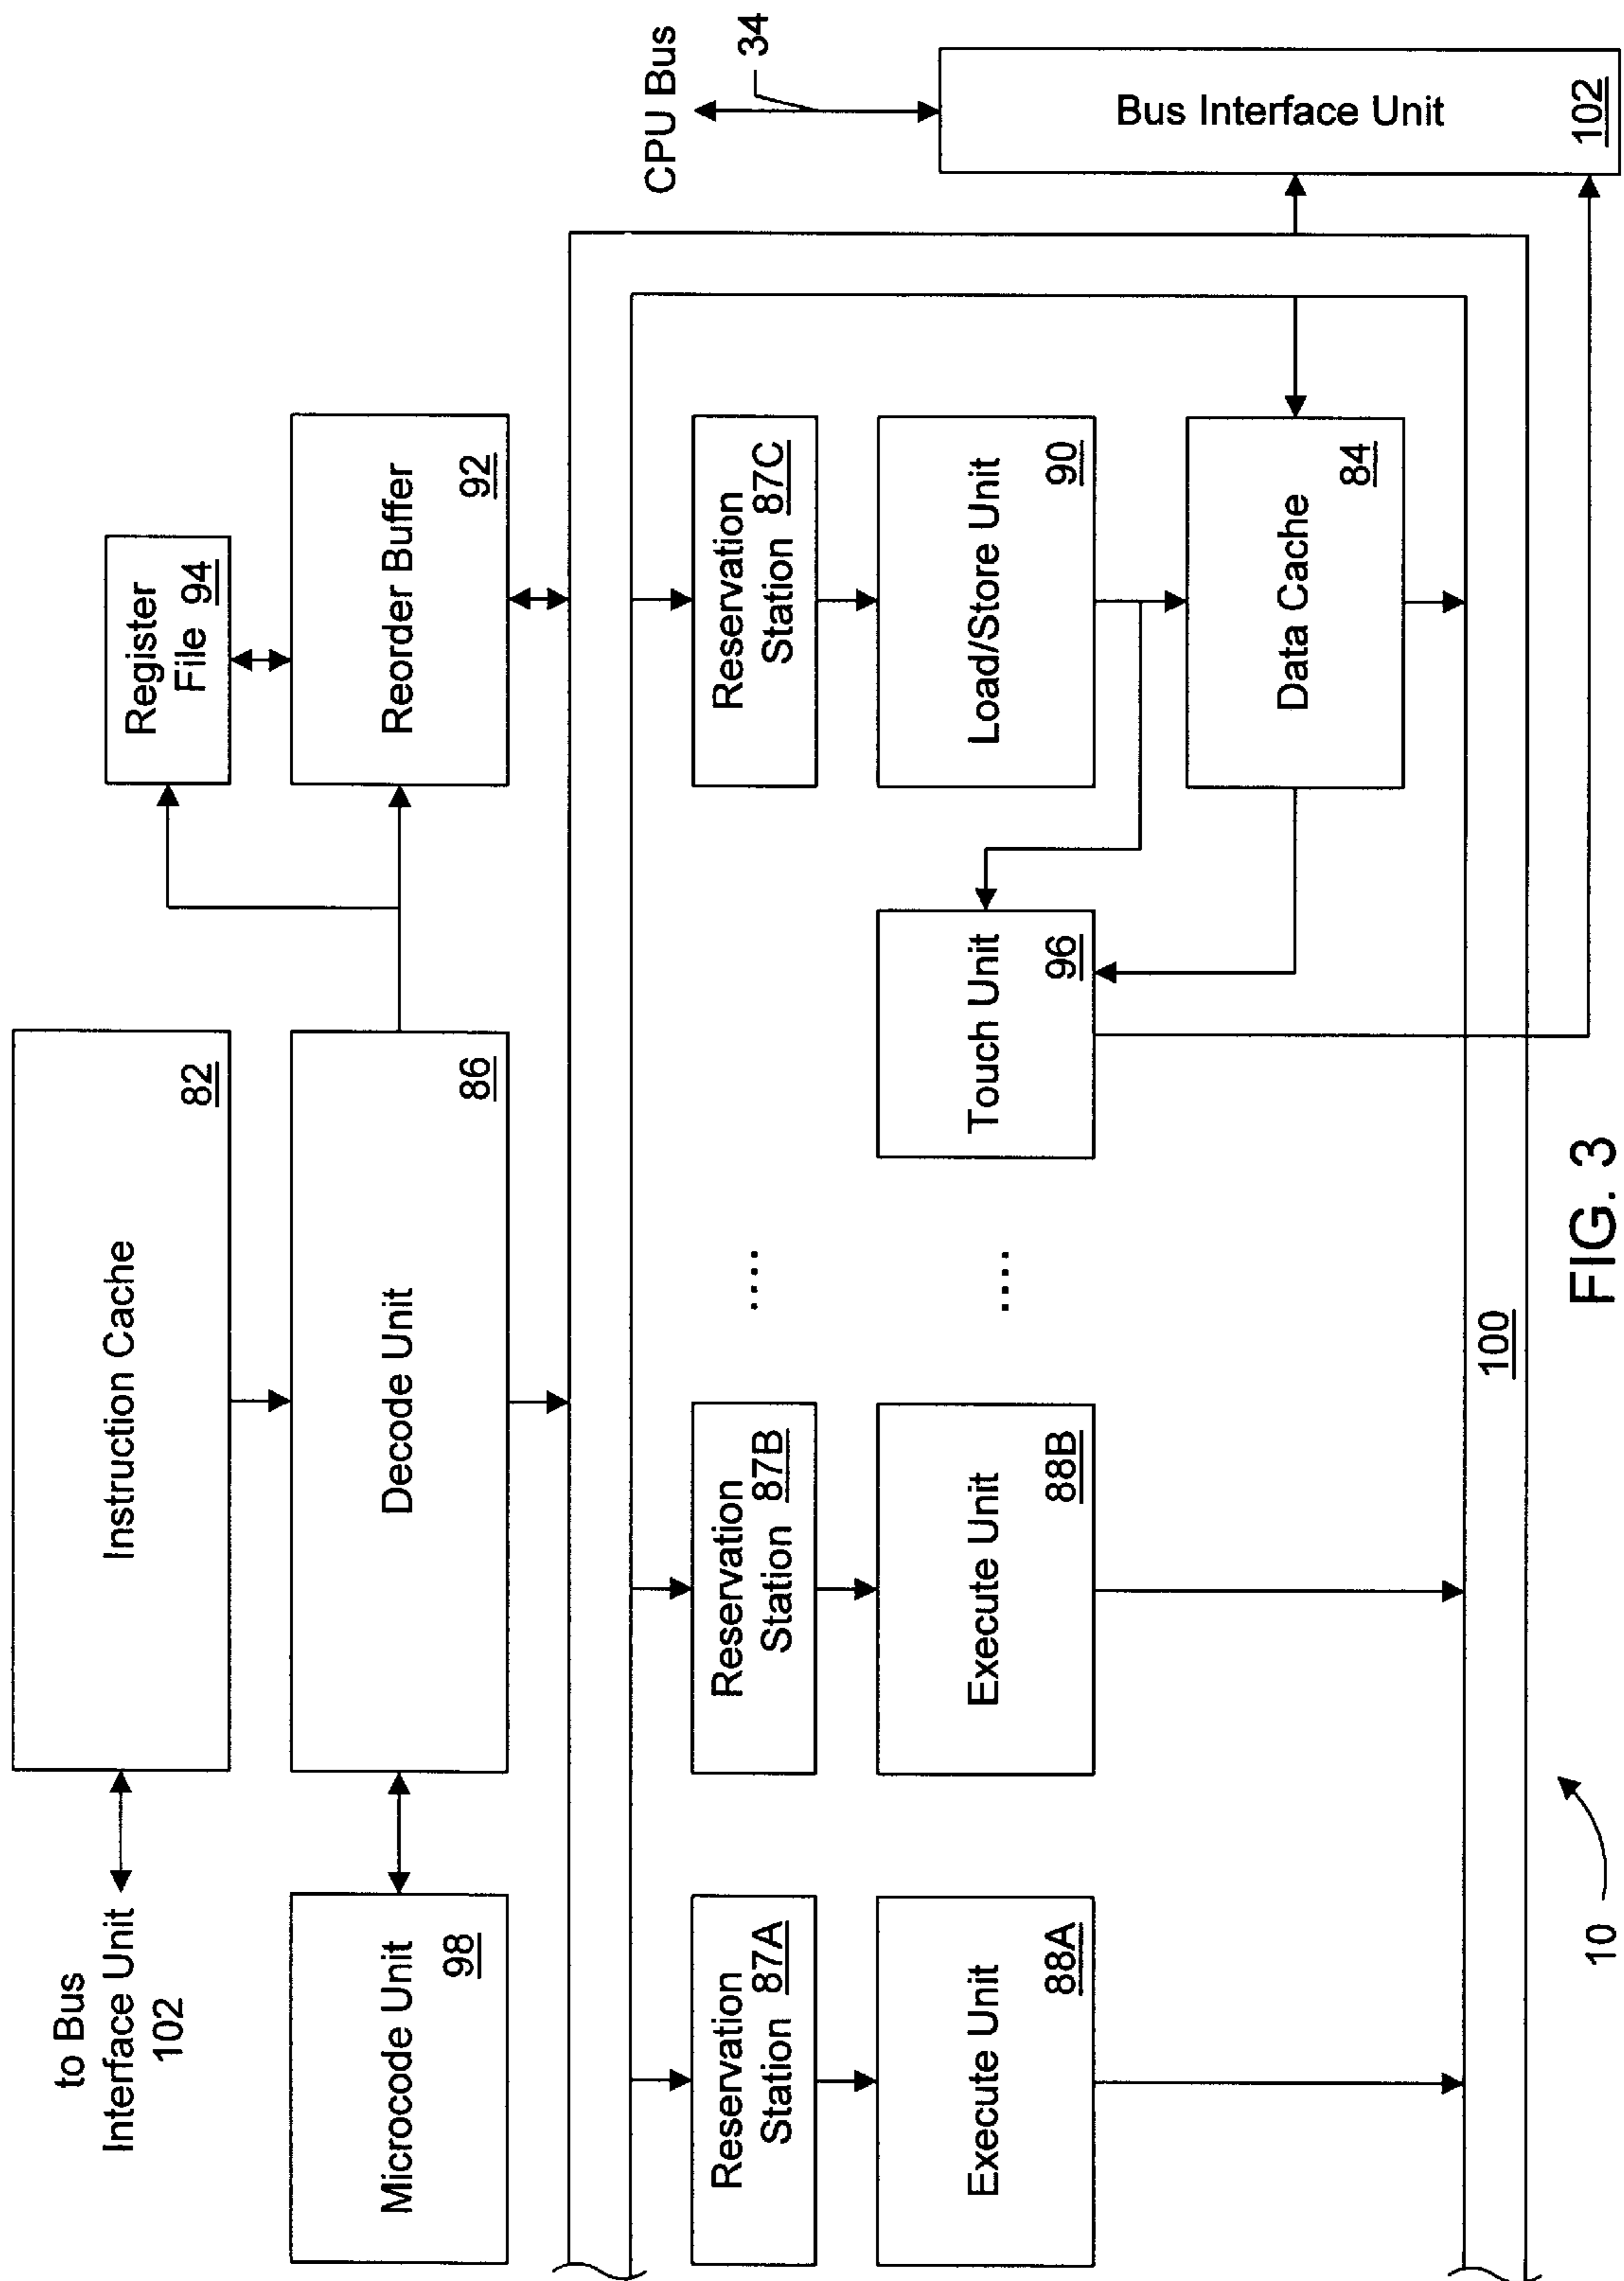 to Bus
Interface Unit
102
Instruction Cache
82
Register
File 94
Microcode Unit
98
Decode Unit
86
Reorder Buffer
92
CPU Bus
34
Reservation
Station 87A
Reservation
Station 87B
....
Reservation
Station 87C
Execute Unit
88A
Execute Unit
88B
....
Touch Unit
96
Load/Store Unit
90
Data Cache
84
Bus Interface Unit
102
100
10
FIG. 3